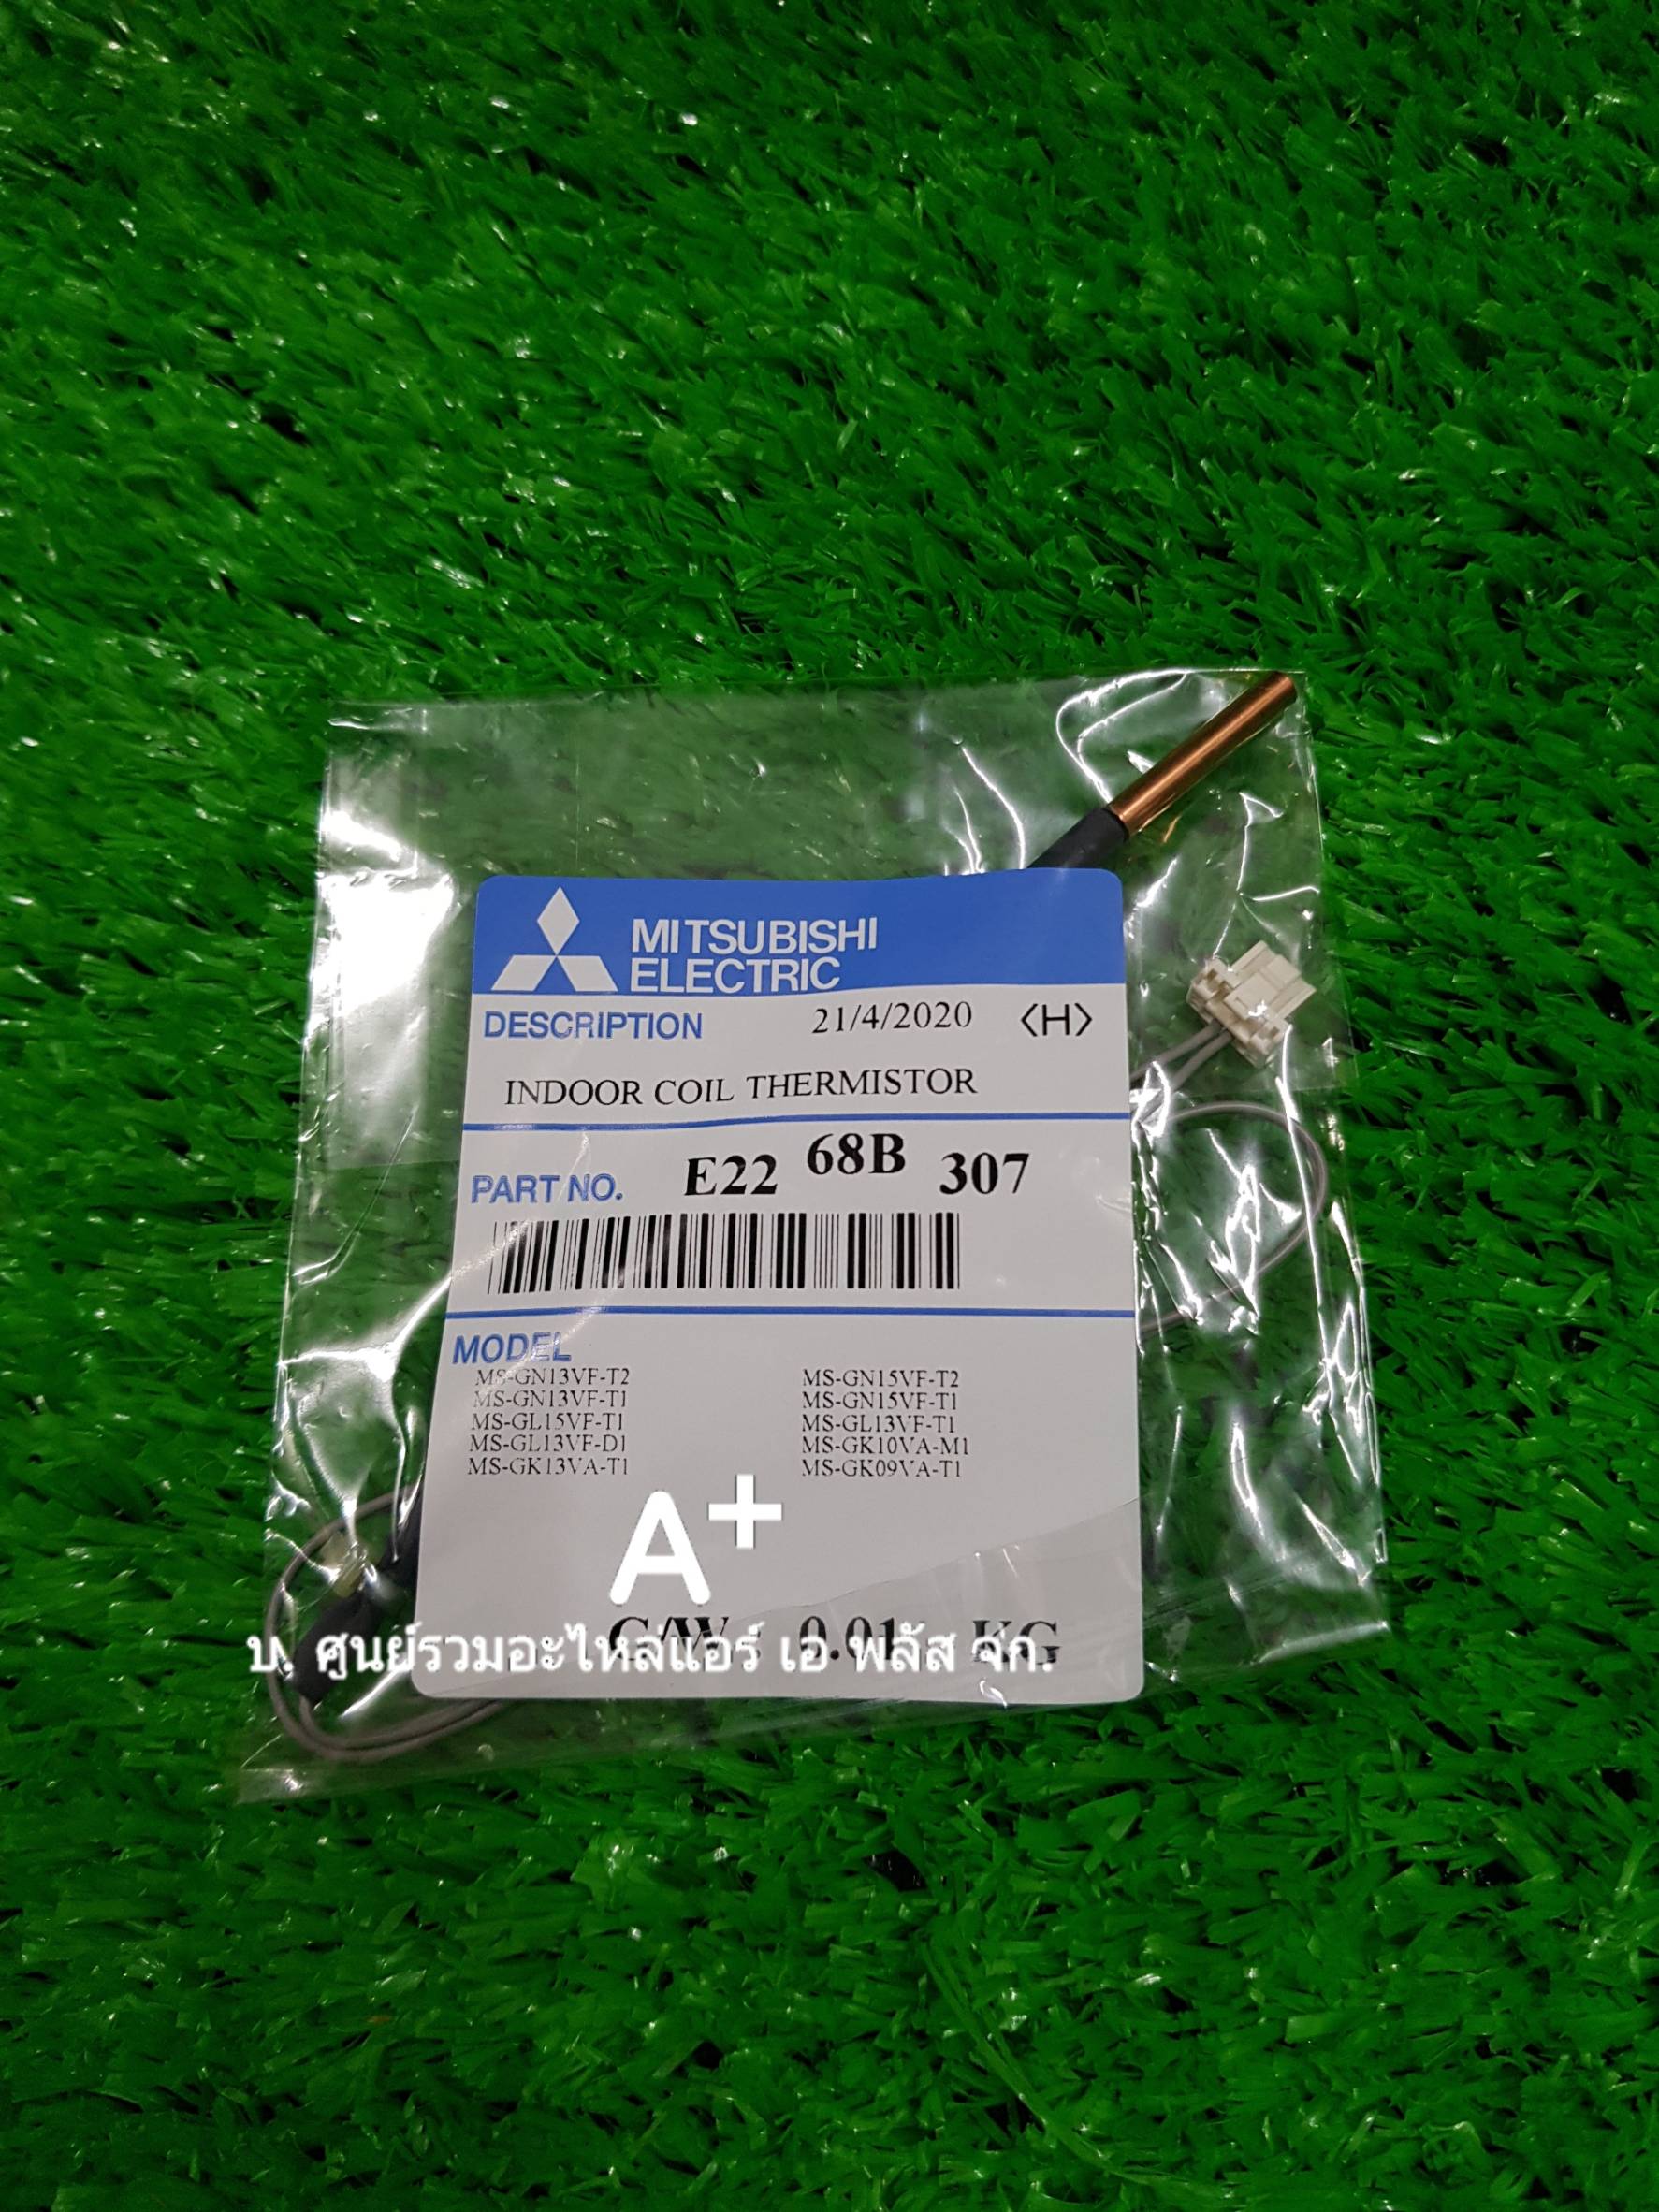 MITSUBISHI
ELECTRIC
DESCRIPTION 21/4/2020 <H>
INDOOR COIL THERMISTOR
PART NO. E22 68B 307
MODEL
MS-GN13VF-T2 MS-GN15VF-T2
MS-GN13VF-T1 MS-GN15VF-T1
MS-GL15VF-T1 MS-GL13VF-T1
MS-GL13VF-D1 MS-GK10VA-M1
MS-GK13VA-T1 MS-GK09VA-T1
A+
G/W : 0.01 KG
บ. ศูนย์รวมอะไหล่แอร์ เอ พลัส จก.